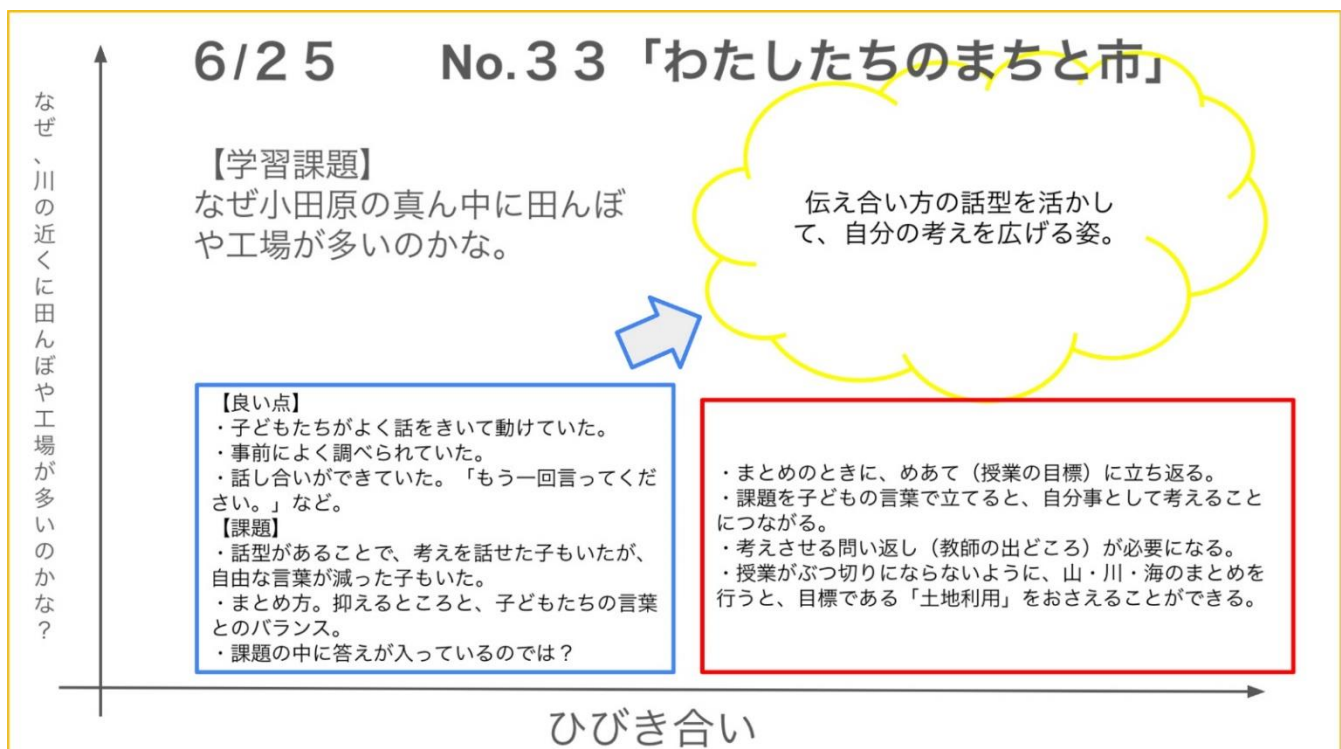 6/25 No.33「わたしたちのまちと市」
なぜ、川の近くに田んぼや工場が多いのかな？
【学習課題】
なぜ小田原の真ん中に田んぼ
や工場が多いのかな。
伝え合い方の話型を活かし
て、自分の考えを広げる姿。
【良い点】
・子どもたちがよく話をきいて動けていた。
・事前によく調べられていた。
・話し合いができていた。「もう一回言ってくだ
さい。」など。
【課題】
・話型があることで、考えを話せた子もいたが、
自由な言葉が減った子もいた。
・まとめ方。抑えるところと、子どもたちの言葉
とのバランス。
・課題の中に答えが入っているのでは？
・まとめのときに、めあて（授業の目標）に立ち返る。
・課題を子どもの言葉で立てると、自分事として考えること
につながる。
・考えさせる問い返し（教師の出どころ）が必要になる。
・授業がぶつ切りにならないように、山・川・海のまとめを
行うと、目標である「土地利用」をおさえることができる。
ひびき合い